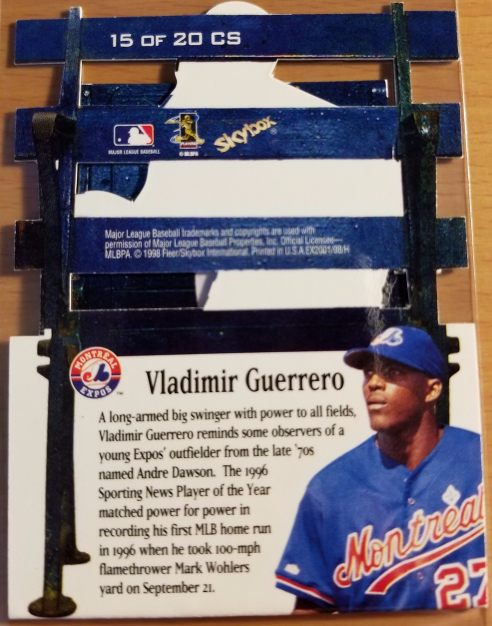 15 OF 20 CS
MAJOR LEAGUE BASEBALL
PLAYERS
© MLBPA
SkyBox®
Major League Baseball trademarks and copyrights are used with
permission of Major League Baseball Properties, Inc. Official Licensee—
MLBPA. © 1998 Fleer/Skybox International. Printed in U.S.A. EX2001/98/H
MONTRÉAL
EXPOS
™
Vladimir Guerrero
A long-armed big swinger with power to all fields,
Vladimir Guerrero reminds some observers of a
young Expos' outfielder from the late '70s
named Andre Dawson. The 1996
Sporting News Player of the Year
matched power for power in
recording his first MLB home run
in 1996 when he took 100-mph
flamethrower Mark Wohlers
yard on September 21.
Montreal
27